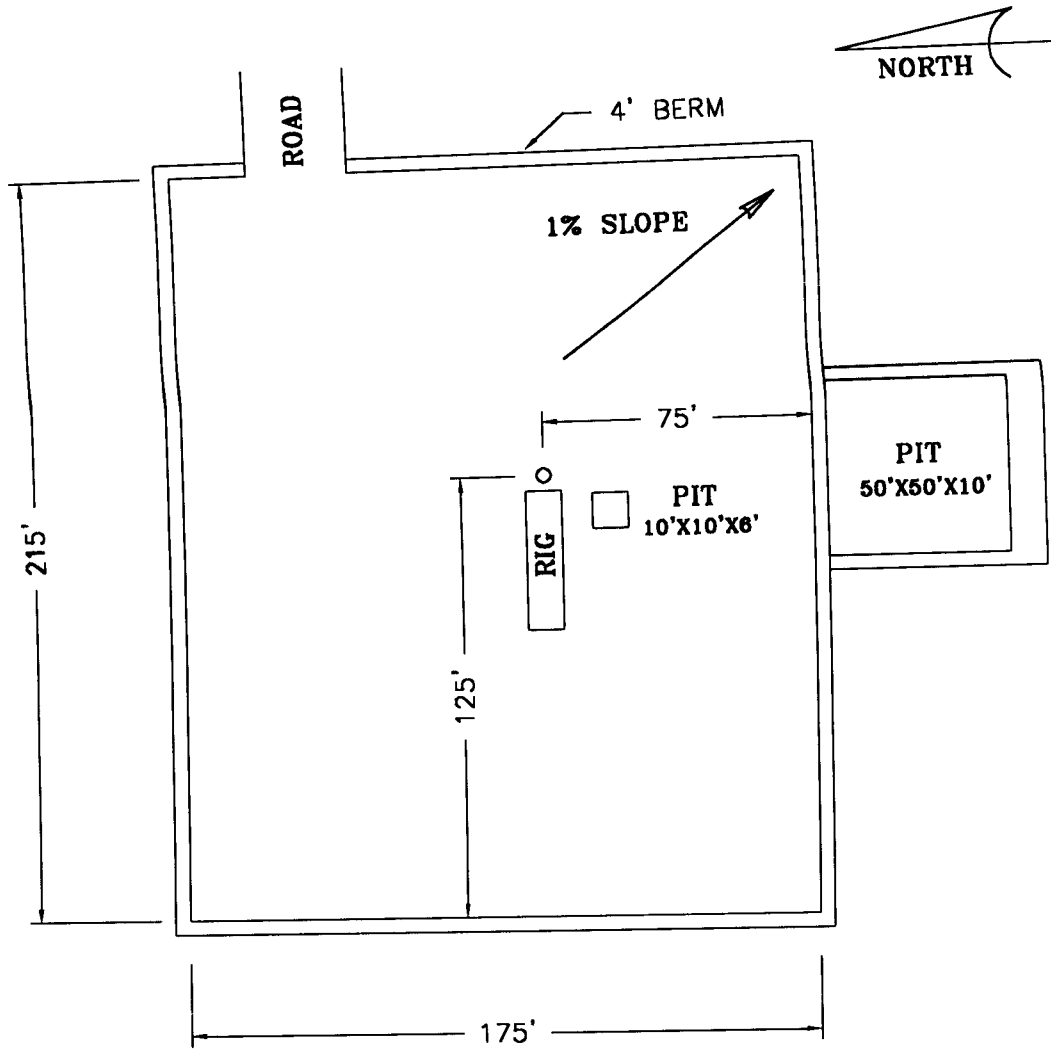 NORTH
ROAD
4' BERM
1% SLOPE
75'
PIT
50'X50'X10'
PIT
10'X10'X6'
RIG
215'
125'
175'